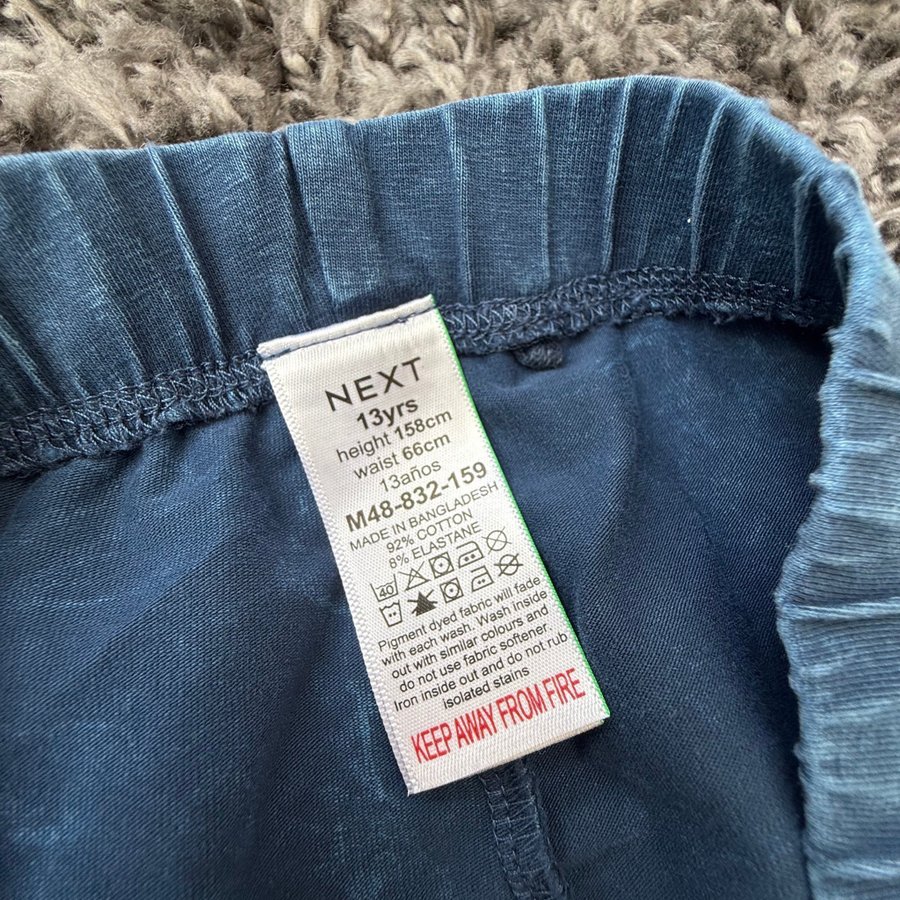 NEXT
13yrs
height 158cm
waist 66cm
13años
M48-832-159
MADE IN BANGLADESH
92% COTTON
8% ELASTANE
40
Pigment dyed fabric will fade
with each wash. Wash inside
out with similar colours and
do not use fabric softener
Iron inside out and do not rub
isolated stains
KEEP AWAY FROM FIRE